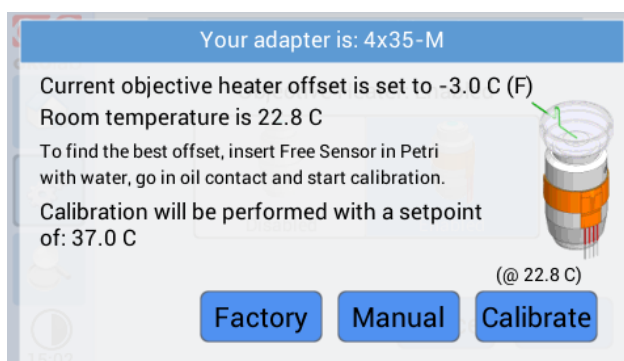 Your adapter is: 4x35-M
Current objective heater offset is set to -3.0 C (F)
Room temperature is 22.8 C
To find the best offset, insert Free Sensor in Petri
with water, go in oil contact and start calibration.
Calibration will be performed with a setpoint
of: 37.0 C
(@ 22.8 C)
Factory
Manual
Calibrate